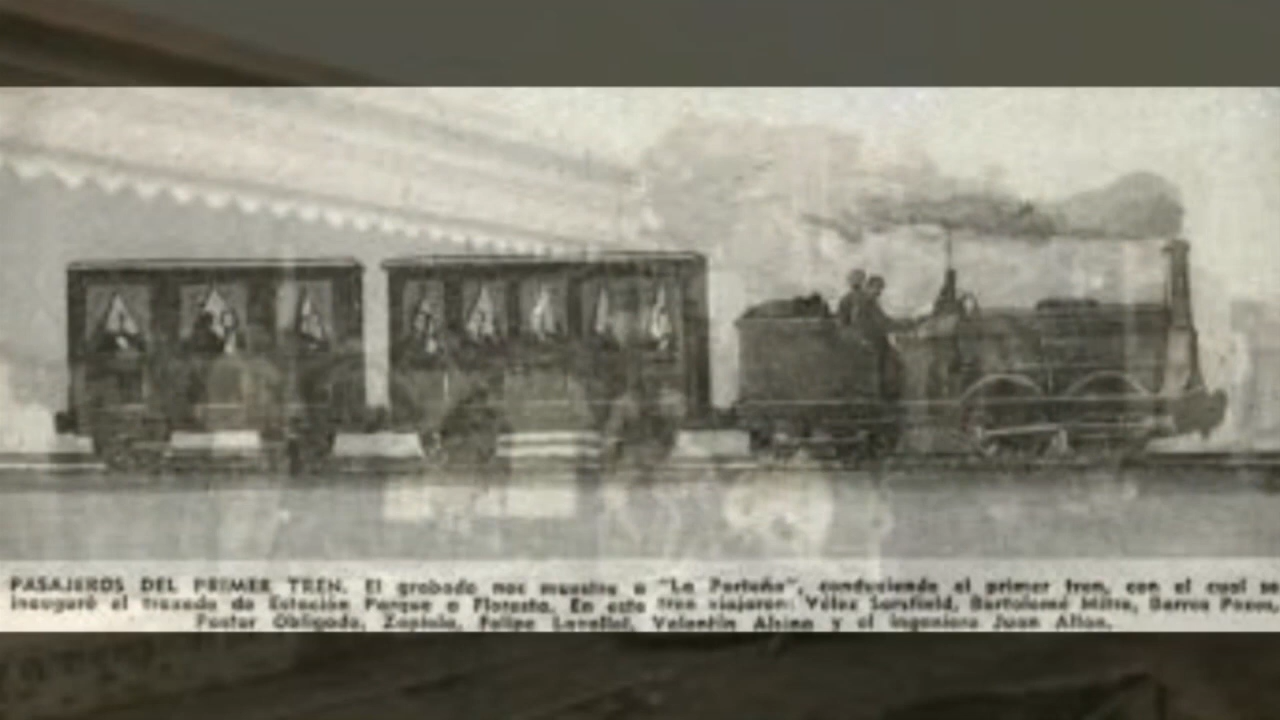 PASAJEROS DEL PRIMER TREN. El grabado nos muestra a "La Porteña", conduciendo el primer tren, con el cual se
inauguró el trazado de Estación Parque a Floresta. En este tren viajaron: Vélez Sarsfield, Bartolomé Mitre, Barros Pazos,
Pastor Obligado, Zapiola, Felipe Lavallol, Valentín Alsina y el ingeniero Juan Allan.